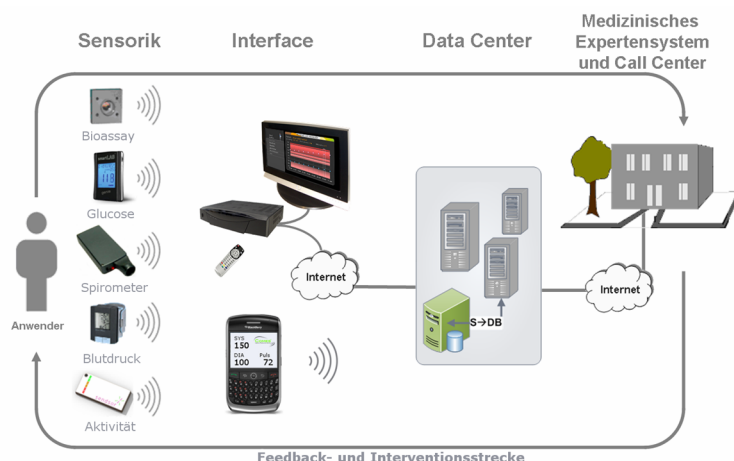 Sensorik
Interface
Data Center
Medizinisches
Expertensystem
und Call Center
Bioassay
Glucose
Spirometer
Blutdruck
Aktivität
Anwender
Internet
Internet
S→DB
SYS
150
DIA
100
Puls
72
Feedback- und Interventionsstrecke